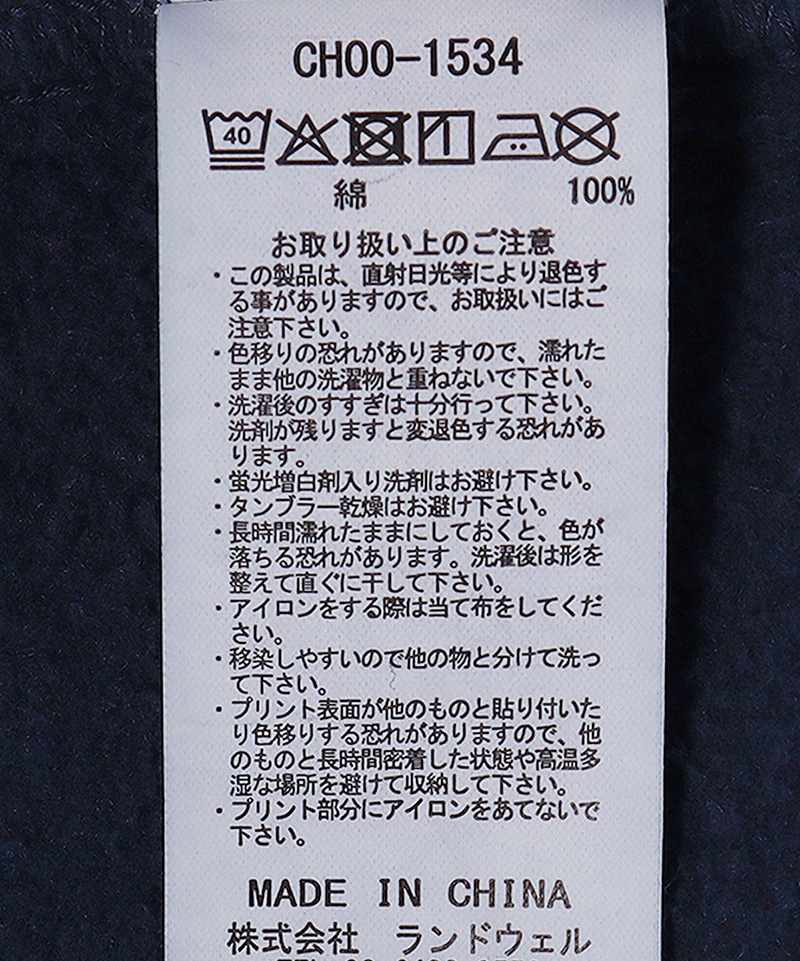 CH00-1534
40
綿 100%
お取り扱い上のご注意
・この製品は、直射日光等により退色す
る事がありますので、お取扱いにはご
注意下さい。
・色移りの恐れがありますので、濡れた
まま他の洗濯物と重ねないで下さい。
・洗濯後のすすぎは十分行って下さい。
洗剤が残りますと変退色する恐れがあ
ります。
・蛍光増白剤入り洗剤はお避け下さい。
・タンブラー乾燥はお避け下さい。
・長時間濡れたままにしておくと、色が
落ちる恐れがあります。洗濯後は形を
整えて直ぐに干して下さい。
・アイロンをする際は当て布をしてくだ
さい。
・移染しやすいので他の物と分けて洗っ
て下さい。
・プリント表面が他のものと貼り付いた
り色移りする恐れがありますので、他
のものと長時間密着した状態や高温多
湿な場所を避けて収納して下さい。
・プリント部分にアイロンをあてないで
下さい。
MADE IN CHINA
株式会社 ランドウェル